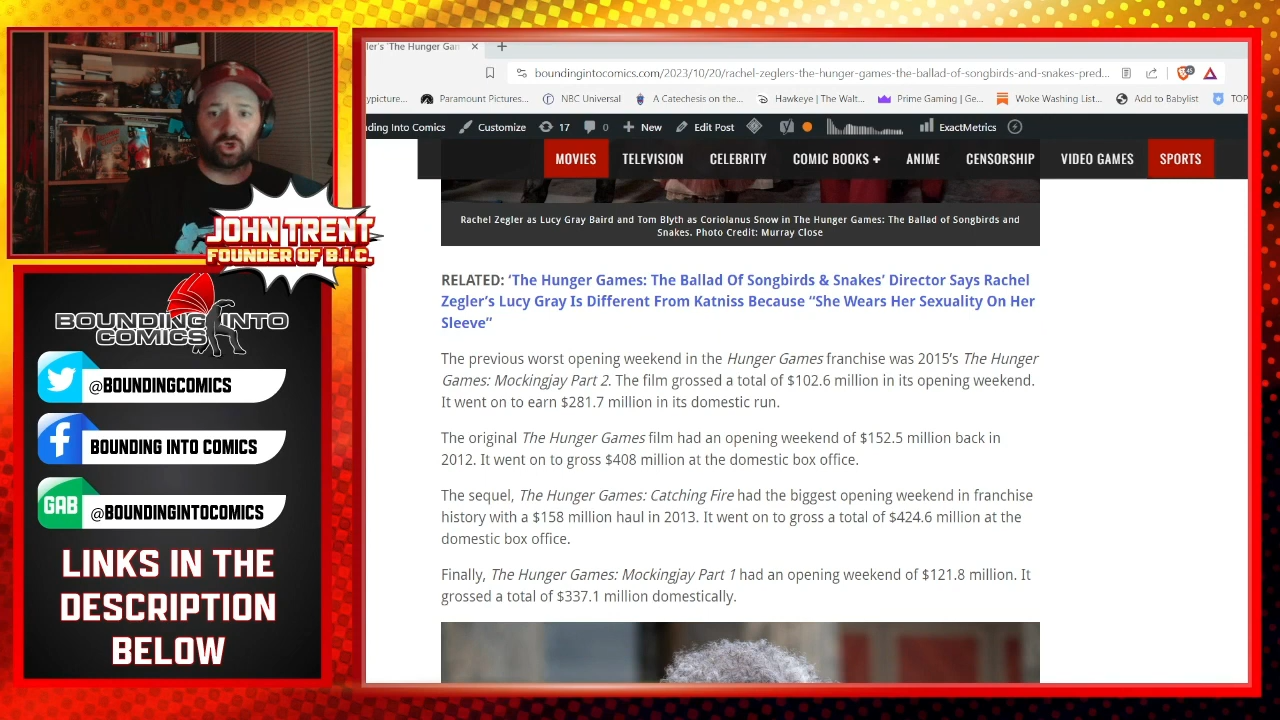 ler's 'The Hunger Gam
boundingintocomics.com/2023/10/20/rachel-zeglers-the-hunger-games-the-ballad-of-songbirds-and-snakes-pred...
ypicture... Paramount Pictures... NBC Universal A Catechesis on the... Hawkeye | The Walt... Prime Gaming | Ge... Woke Washing List... Add to Babylist TOP
ding Into Comics Customize 17 0 New Edit Post ExactMetrics
MOVIES TELEVISION CELEBRITY COMIC BOOKS + ANIME CENSORSHIP VIDEO GAMES SPORTS
Rachel Zegler as Lucy Gray Baird and Tom Blyth as Coriolanus Snow in The Hunger Games: The Ballad of Songbirds and
Snakes. Photo Credit: Murray Close
RELATED: 'The Hunger Games: The Ballad Of Songbirds & Snakes' Director Says Rachel
Zegler's Lucy Gray Is Different From Katniss Because “She Wears Her Sexuality On Her
Sleeve”
The previous worst opening weekend in the Hunger Games franchise was 2015's The Hunger
Games: Mockingjay Part 2. The film grossed a total of $102.6 million in its opening weekend.
It went on to earn $281.7 million in its domestic run.
The original The Hunger Games film had an opening weekend of $152.5 million back in
2012. It went on to gross $408 million at the domestic box office.
The sequel, The Hunger Games: Catching Fire had the biggest opening weekend in franchise
history with a $158 million haul in 2013. It went on to gross a total of $424.6 million at the
domestic box office.
Finally, The Hunger Games: Mockingjay Part 1 had an opening weekend of $121.8 million. It
grossed a total of $337.1 million domestically.
JOHN TRENT
FOUNDER OF B.I.C.
BOUNDING INTO
COMICS
@BOUNDINGCOMICS
BOUNDING INTO COMICS
GAB
@BOUNDINGINTOCOMICS
LINKS IN THE
DESCRIPTION
BELOW